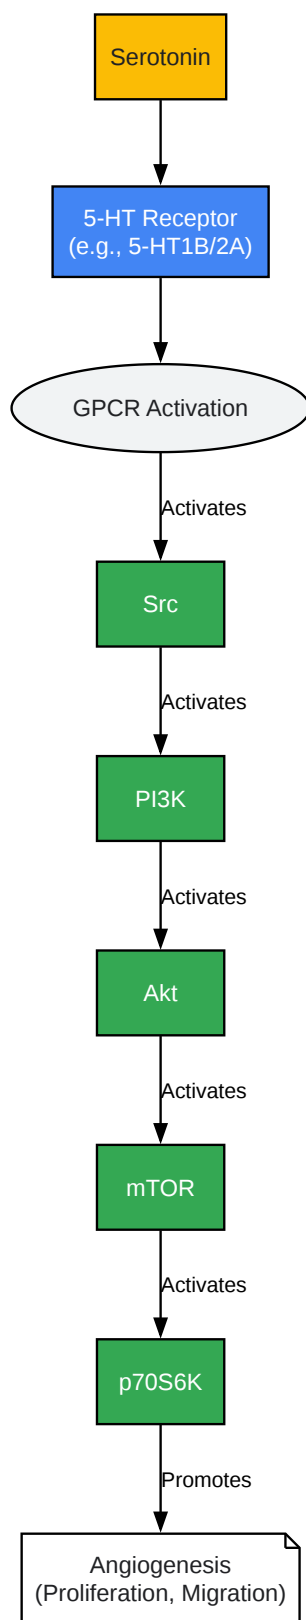 Serotonin
5-HT Receptor
(e.g., 5-HT1B/2A)
GPCR Activation
Activates
Src
Activates
PI3K
Activates
Akt
Activates
mTOR
Activates
p70S6K
Promotes
Angiogenesis
(Proliferation, Migration)